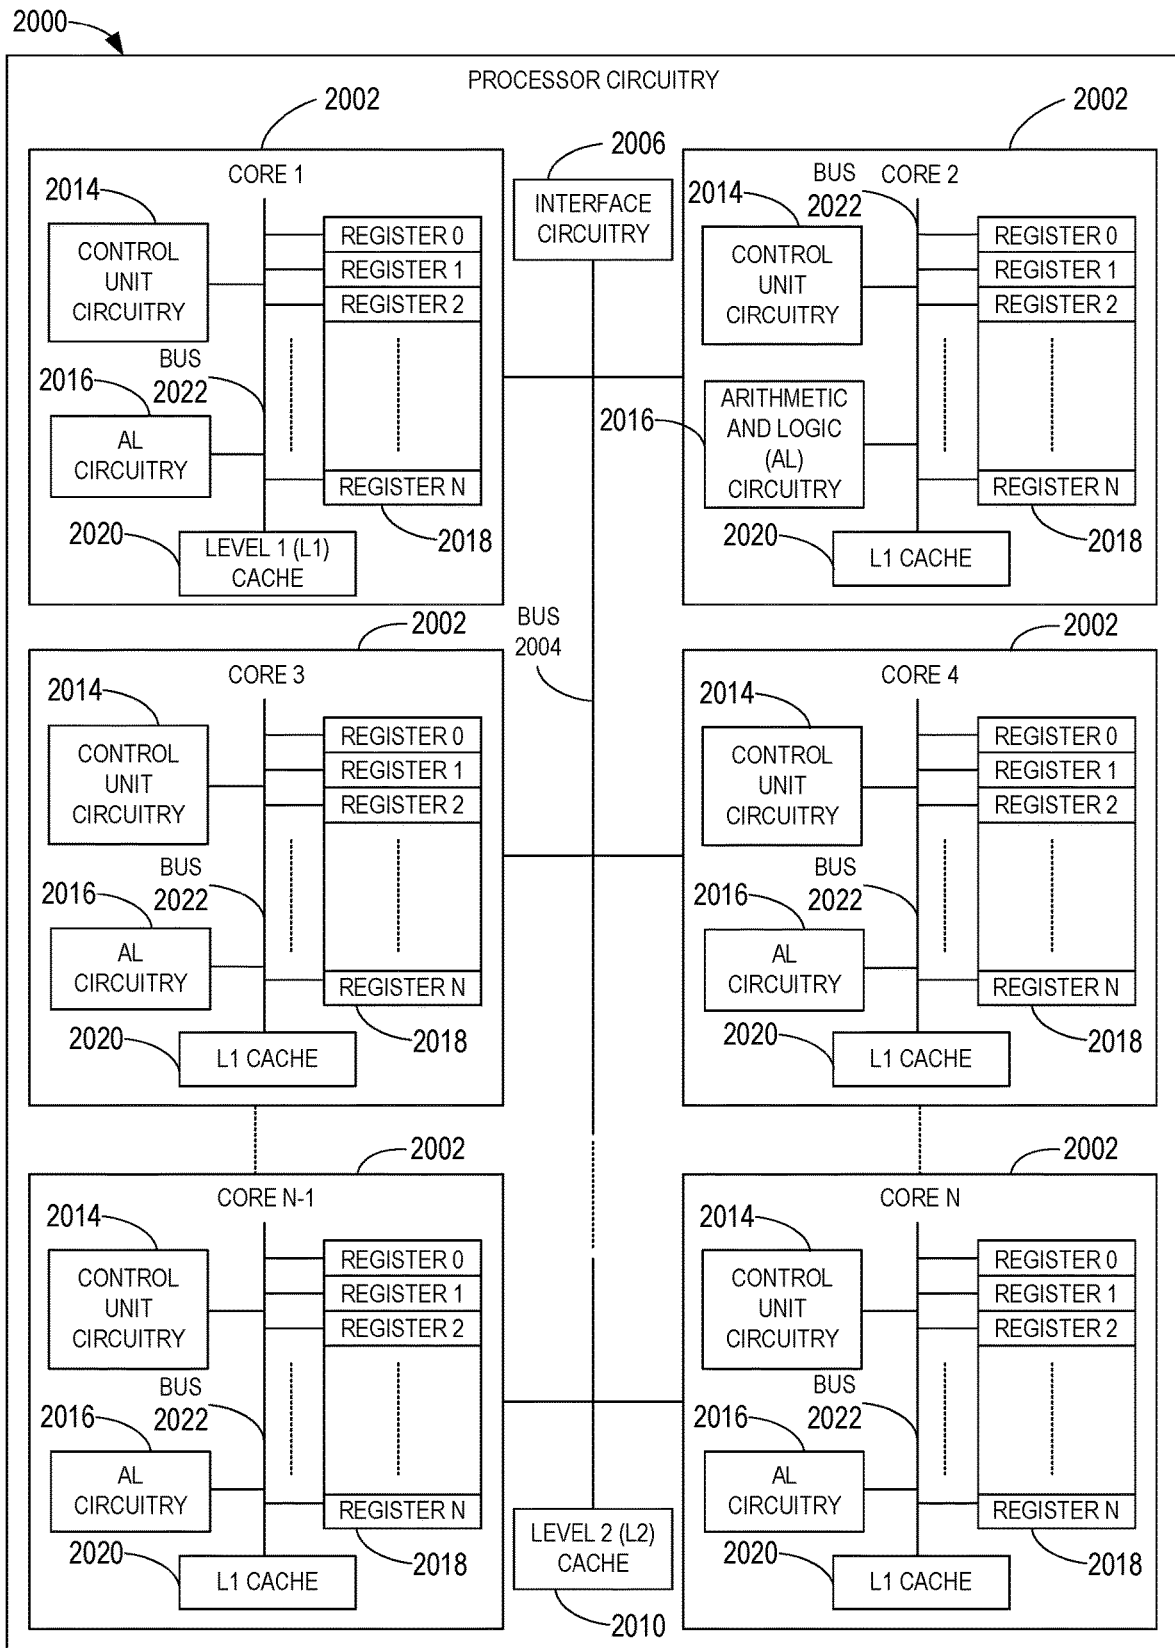 2000
PROCESSOR CIRCUITRY
2002
CORE 1
2014
CONTROL
UNIT
CIRCUITRY
REGISTER 0
REGISTER 1
REGISTER 2
BUS
2022
2016
AL
CIRCUITRY
REGISTER N
2018
2020
LEVEL 1 (L1)
CACHE
2006
INTERFACE
CIRCUITRY
2002
BUS
2022
CORE 2
2014
CONTROL
UNIT
CIRCUITRY
REGISTER 0
REGISTER 1
REGISTER 2
2016
ARITHMETIC
AND LOGIC
(AL)
CIRCUITRY
REGISTER N
2018
2020
L1 CACHE
BUS
2004
2002
CORE 3
2014
CONTROL
UNIT
CIRCUITRY
REGISTER 0
REGISTER 1
REGISTER 2
BUS
2022
2016
AL
CIRCUITRY
REGISTER N
2018
2020
L1 CACHE
2002
CORE 4
2014
CONTROL
UNIT
CIRCUITRY
REGISTER 0
REGISTER 1
REGISTER 2
BUS
2022
2016
AL
CIRCUITRY
REGISTER N
2018
2020
L1 CACHE
2002
CORE N-1
2014
CONTROL
UNIT
CIRCUITRY
REGISTER 0
REGISTER 1
REGISTER 2
BUS
2022
2016
AL
CIRCUITRY
REGISTER N
2018
2020
L1 CACHE
LEVEL 2 (L2)
CACHE
2010
2002
CORE N
2014
CONTROL
UNIT
CIRCUITRY
REGISTER 0
REGISTER 1
REGISTER 2
BUS
2022
2016
AL
CIRCUITRY
REGISTER N
2018
2020
L1 CACHE